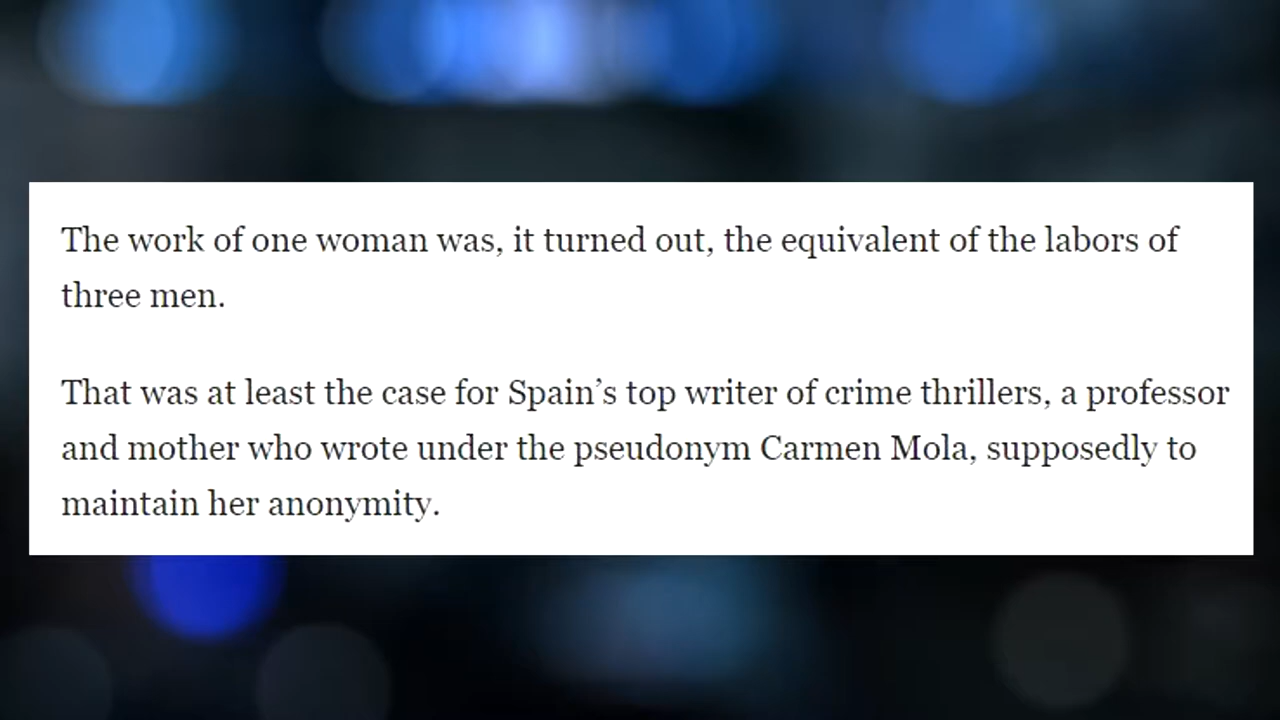 The work of one woman was, it turned out, the equivalent of the labors of
three men.
That was at least the case for Spain’s top writer of crime thrillers, a professor
and mother who wrote under the pseudonym Carmen Mola, supposedly to
maintain her anonymity.